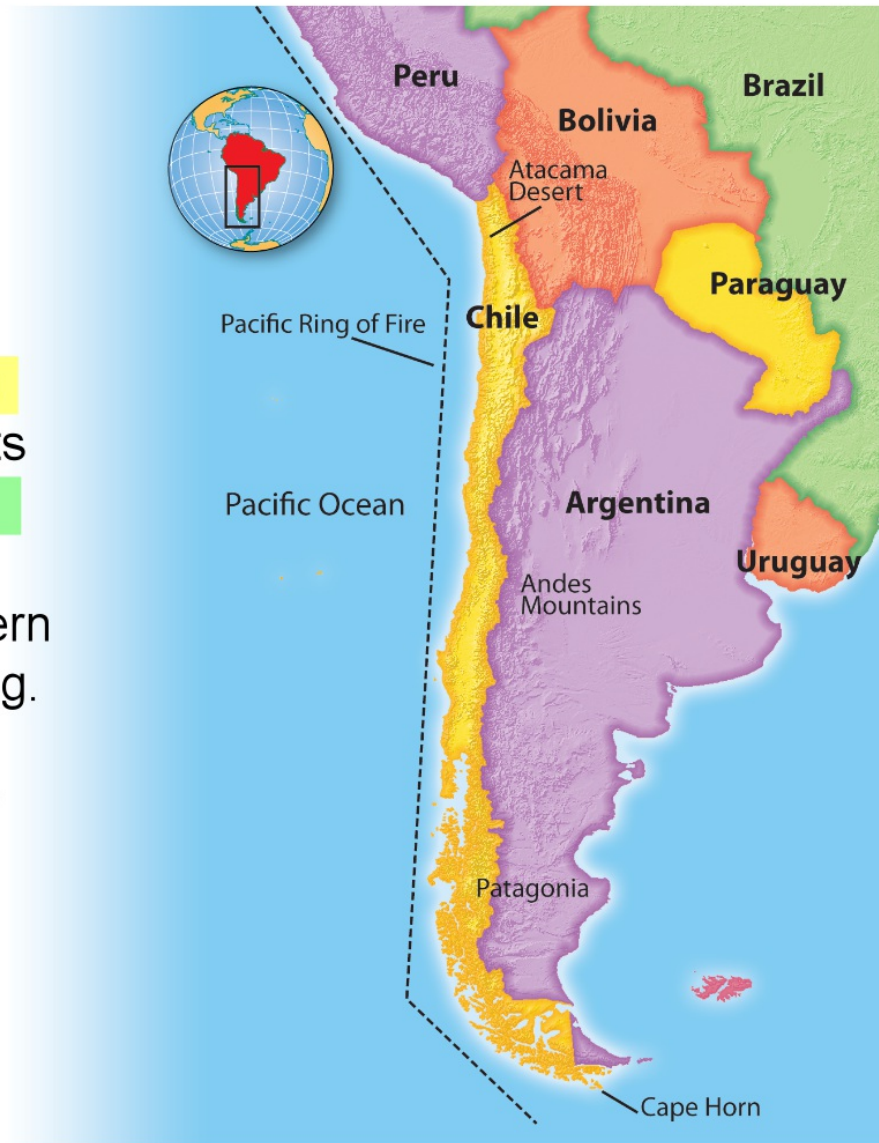 Peru
Brazil
Bolivia
Atacama
Desert
Paraguay
Chile
Pacific Ring of Fire
ts
Pacific Ocean
Argentina
Uruguay
Andes
Mountains
ern
g.
Patagonia
Cape Horn